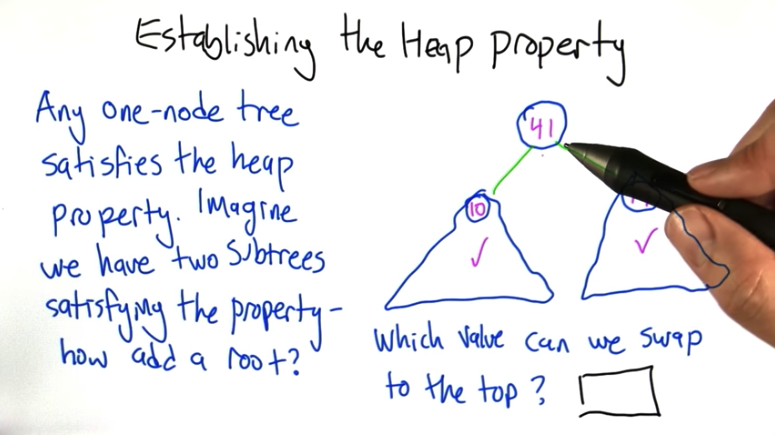 Establishing the Heap property
Any one-node tree
satisfies the heap
property. Imagine
we have two subtrees
satisfying the property-
how add a root?
41
10
which value can we swap
to the top?